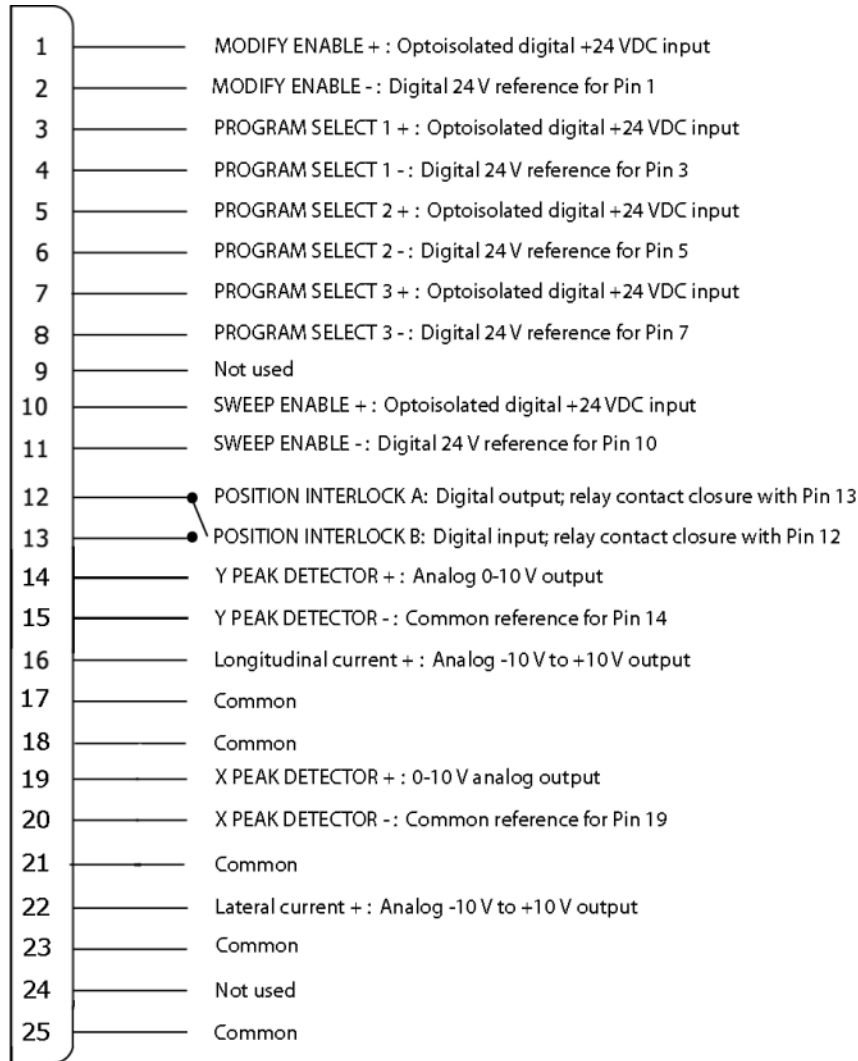 1 MODIFY ENABLE + : Optoisolated digital +24 VDC input
2 MODIFY ENABLE - : Digital 24 V reference for Pin 1
3 PROGRAM SELECT 1 + : Optoisolated digital +24 VDC input
4 PROGRAM SELECT 1 - : Digital 24 V reference for Pin 3
5 PROGRAM SELECT 2 + : Optoisolated digital +24 VDC input
6 PROGRAM SELECT 2 - : Digital 24 V reference for Pin 5
7 PROGRAM SELECT 3 + : Optoisolated digital +24 VDC input
8 PROGRAM SELECT 3 - : Digital 24 V reference for Pin 7
9 Not used
10 SWEEP ENABLE + : Optoisolated digital +24 VDC input
11 SWEEP ENABLE - : Digital 24 V reference for Pin 10
12 POSITION INTERLOCK A: Digital output; relay contact closure with Pin 13
13 POSITION INTERLOCK B: Digital input; relay contact closure with Pin 12
14 Y PEAK DETECTOR + : Analog 0-10 V output
15 Y PEAK DETECTOR - : Common reference for Pin 14
16 Longitudinal current + : Analog -10 V to +10 V output
17 Common
18 Common
19 X PEAK DETECTOR + : 0-10 V analog output
20 X PEAK DETECTOR - : Common reference for Pin 19
21 Common
22 Lateral current + : Analog -10 V to +10 V output
23 Common
24 Not used
25 Common